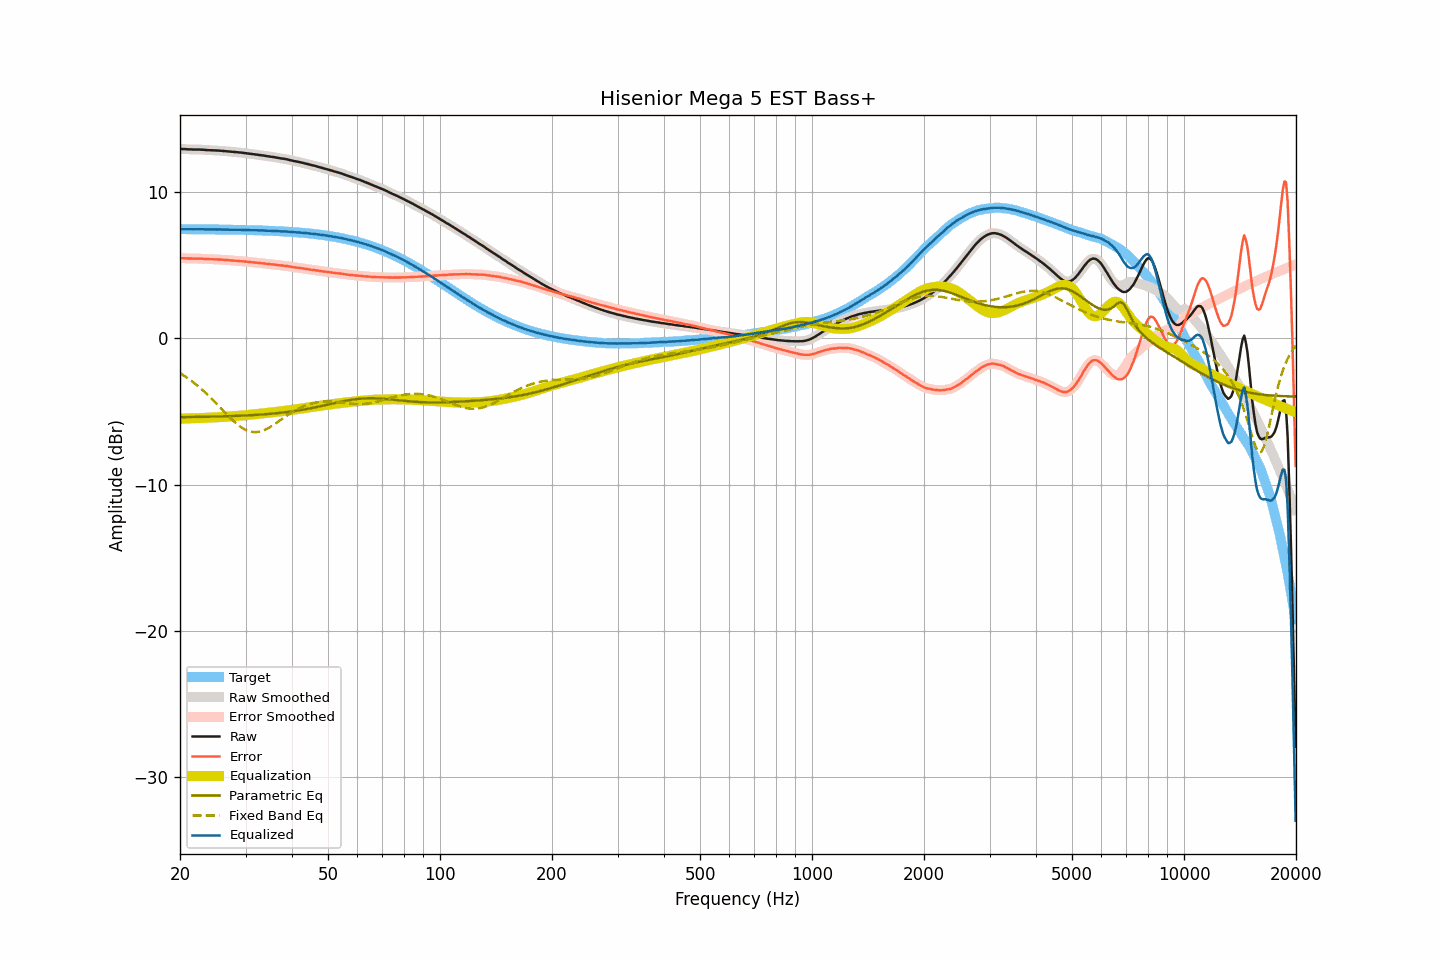 Hisenior Mega 5 EST Bass+
10
0
−10
−20
−30
Amplitude (dBr)
Target
Raw Smoothed
Error Smoothed
Raw
Error
Equalization
Parametric Eq
Fixed Band Eq
Equalized
20 50 100 200 500 1000 2000 5000 10000 20000
Frequency (Hz)